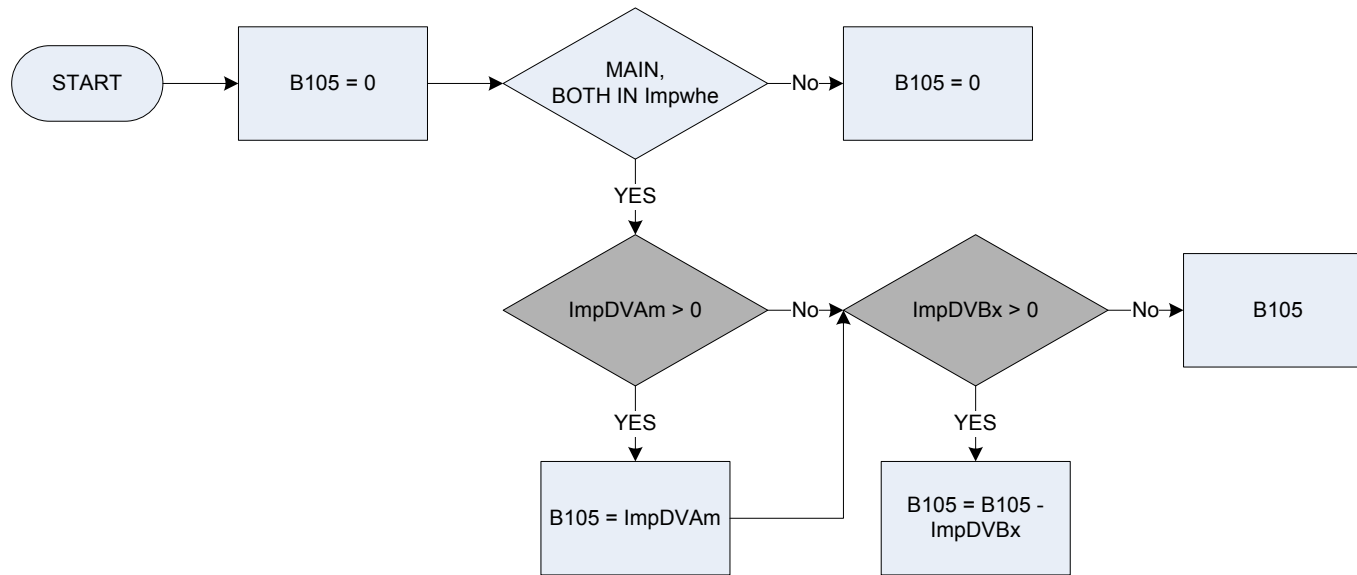 START
B105 = 0
MAIN,
BOTH IN Impwhe
No
B105 = 0
YES
ImpDVAm > 0
No
ImpDVBx > 0
No
B105
YES
YES
B105 = ImpDVAm
B105 = B105 -
ImpDVBx